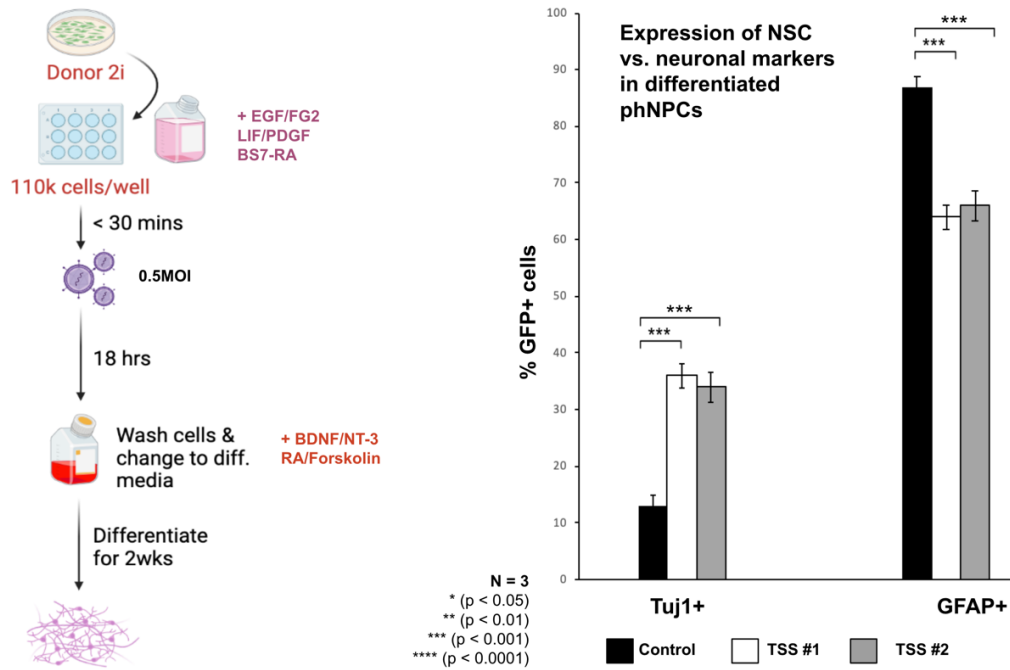 Donor 2i
+ EGF/FG2
LIF/PDGF
BS7-RA
110k cells/well
< 30 mins
0.5MOI
18 hrs
Wash cells &
change to diff.
media
+ BDNF/NT-3
RA/Forskolin
Differentiate
for 2wks
N = 3
* (p < 0.05)
** (p < 0.01)
*** (p < 0.001)
**** (p < 0.0001)
Expression of NSC
vs. neuronal markers
in differentiated
phNPCs
% GFP+ cells
100
90
80
70
60
50
40
30
20
10
0
***
***
***
***
Tuj1+
GFAP+
Control
TSS #1
TSS #2